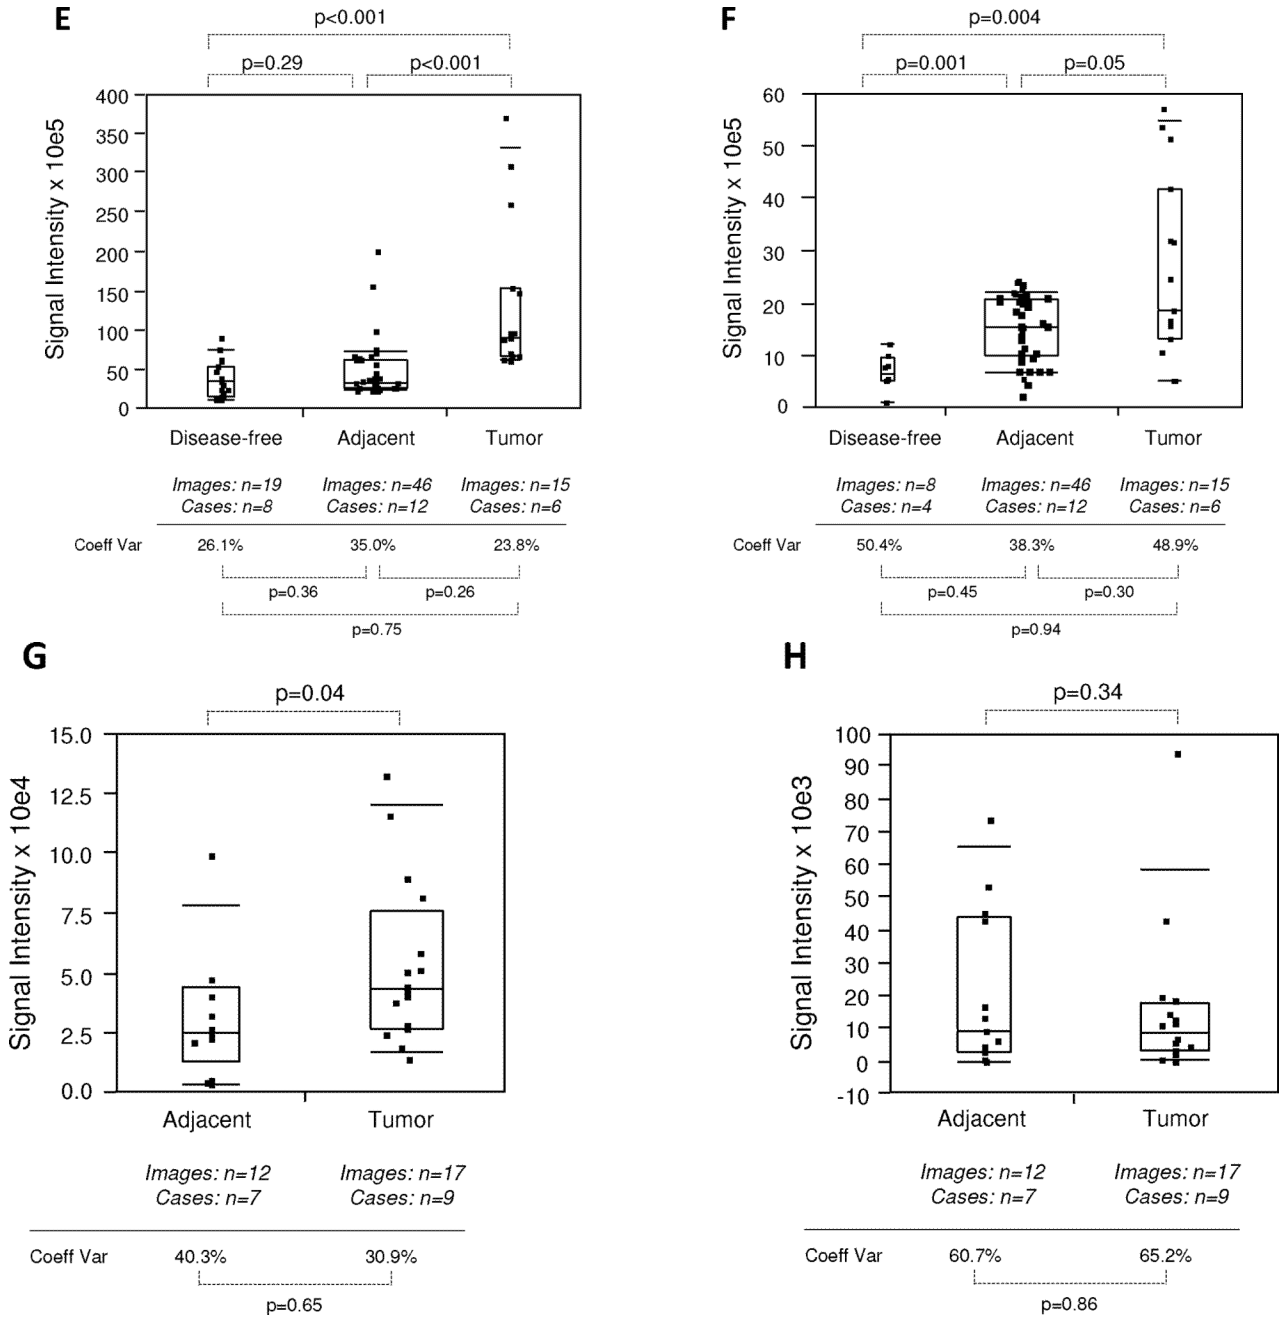 E
p<0.001
p=0.29
p<0.001
Signal Intensity x 10e5
400
350
300
250
200
150
100
50
0
Disease-free Adjacent Tumor
Images: n=19 Images: n=46 Images: n=15
Cases: n=8 Cases: n=12 Cases: n=6
Coeff Var 26.1% 35.0% 23.8%
p=0.36 p=0.26
p=0.75
F
p=0.004
p=0.001
p=0.05
Signal Intensity x 10e5
60
50
40
30
20
10
0
Disease-free Adjacent Tumor
Images: n=8 Images: n=46 Images: n=15
Cases: n=4 Cases: n=12 Cases: n=6
Coeff Var 50.4% 38.3% 48.9%
p=0.45 p=0.30
p=0.94
G
p=0.04
Signal Intensity x 10e4
15.0
12.5
10.0
7.5
5.0
2.5
0.0
Adjacent Tumor
Images: n=12 Images: n=17
Cases: n=7 Cases: n=9
Coeff Var 40.3% 30.9%
p=0.65
H
p=0.34
Signal Intensity x 10e3
100
90
80
70
60
50
40
30
20
10
0
-10
Adjacent Tumor
Images: n=12 Images: n=17
Cases: n=7 Cases: n=9
Coeff Var 60.7% 65.2%
p=0.86